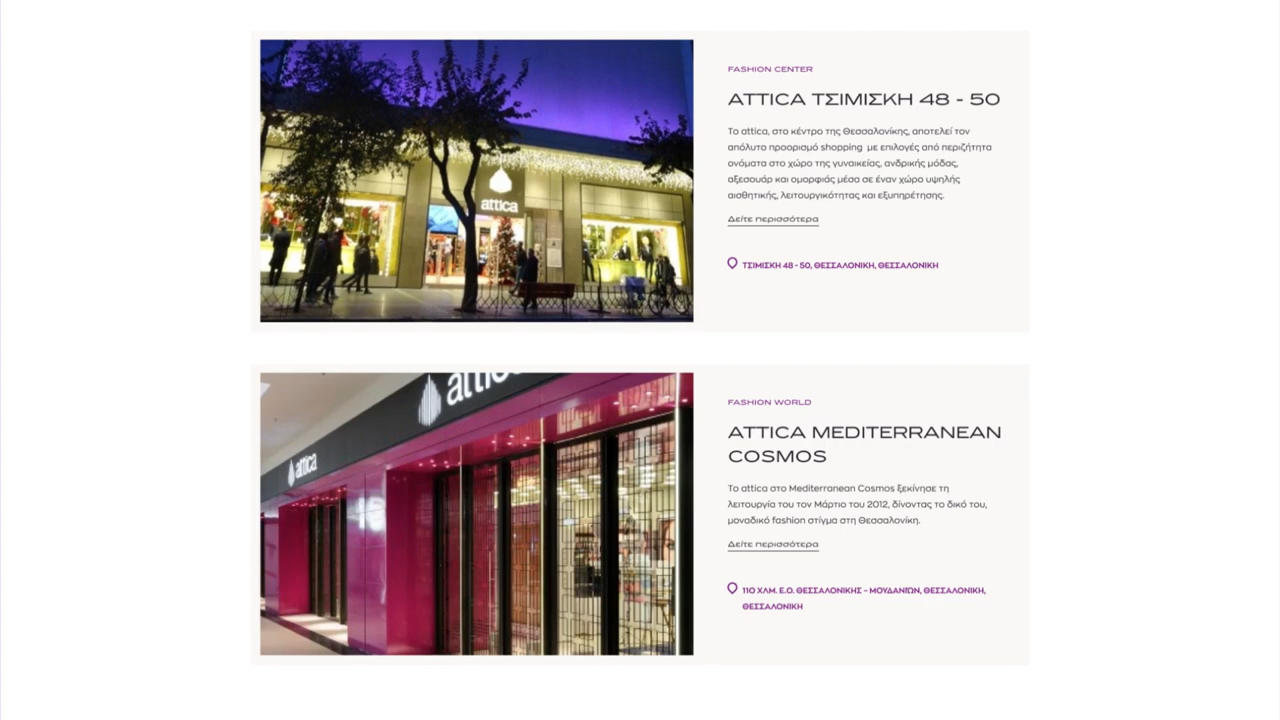 attica
FASHION CENTER
ATTICA ΤΣΙΜΙΣΚΗ 48 - 50
Το attica, στο κέντρο της Θεσσαλονίκης, αποτελεί τον
απόλυτο προορισμό shopping με επιλογές από περιζήτητα
ονόματα στο χώρο της γυναικείας, ανδρικής μόδας,
αξεσουάρ και ομορφιάς μέσα σε έναν χώρο υψηλής
αισθητικής, λειτουργικότητας και εξυπηρέτησης.
Δείτε περισσότερα
ΤΣΙΜΙΣΚΗ 48 - 50, ΘΕΣΣΑΛΟΝΙΚΗ, ΘΕΣΣΑΛΟΝΙΚΗ
attica
attica
FASHION WORLD
ATTICA MEDITERRANEAN
COSMOS
Το attica στο Mediterranean Cosmos ξεκίνησε τη
λειτουργία του τον Μάρτιο του 2012, δίνοντας το δικό του,
μοναδικό fashion στίγμα στη Θεσσαλονίκη.
Δείτε περισσότερα
11Ο ΧΛΜ. Ε.Ο. ΘΕΣΣΑΛΟΝΙΚΗΣ – ΜΟΥΔΑΝΙΏΝ, ΘΕΣΣΑΛΟΝΙΚΗ,
ΘΕΣΣΑΛΟΝΙΚΗ